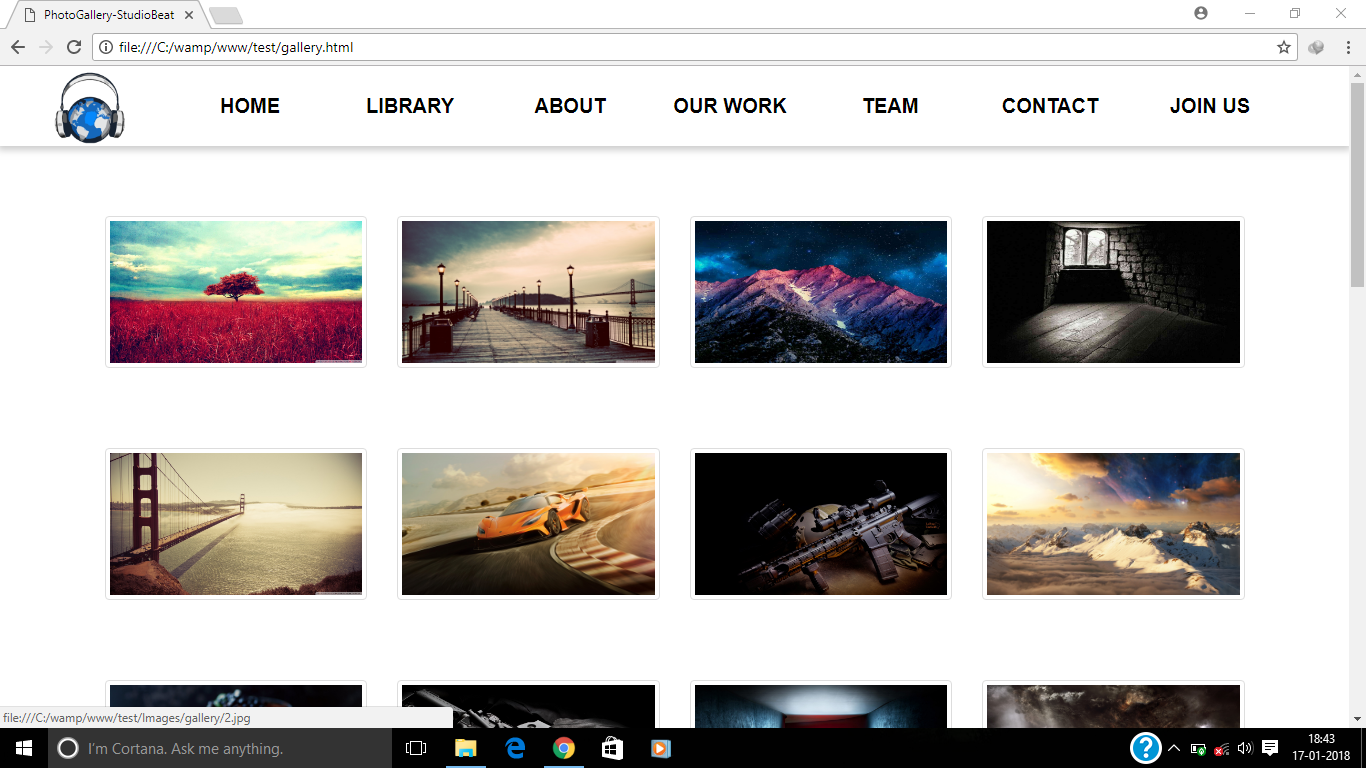 PhotoGallery-StudioBeat
file:///C:/wamp/www/test/gallery.html
HOME LIBRARY ABOUT OUR WORK TEAM CONTACT JOIN US
file:///C:/wamp/www/test/Images/gallery/2.jpg
I'm Cortana. Ask me anything.
18:43
17-01-2018